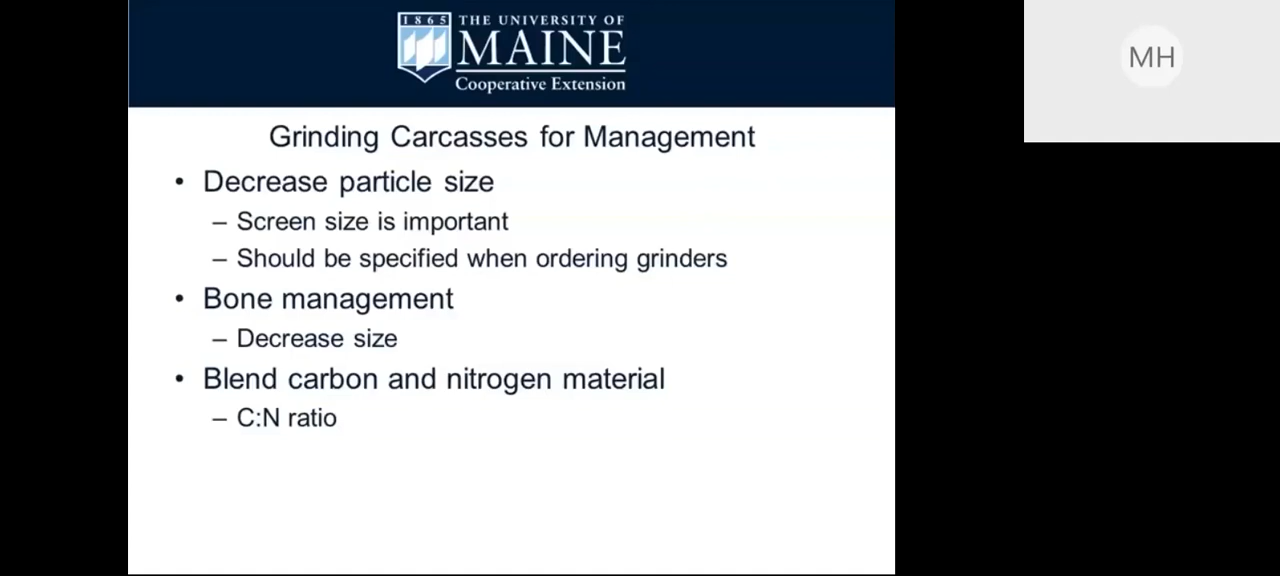 1865
THE UNIVERSITY OF
MAINE
Cooperative Extension
MH
Grinding Carcasses for Management
• Decrease particle size
– Screen size is important
– Should be specified when ordering grinders
• Bone management
– Decrease size
• Blend carbon and nitrogen material
– C:N ratio